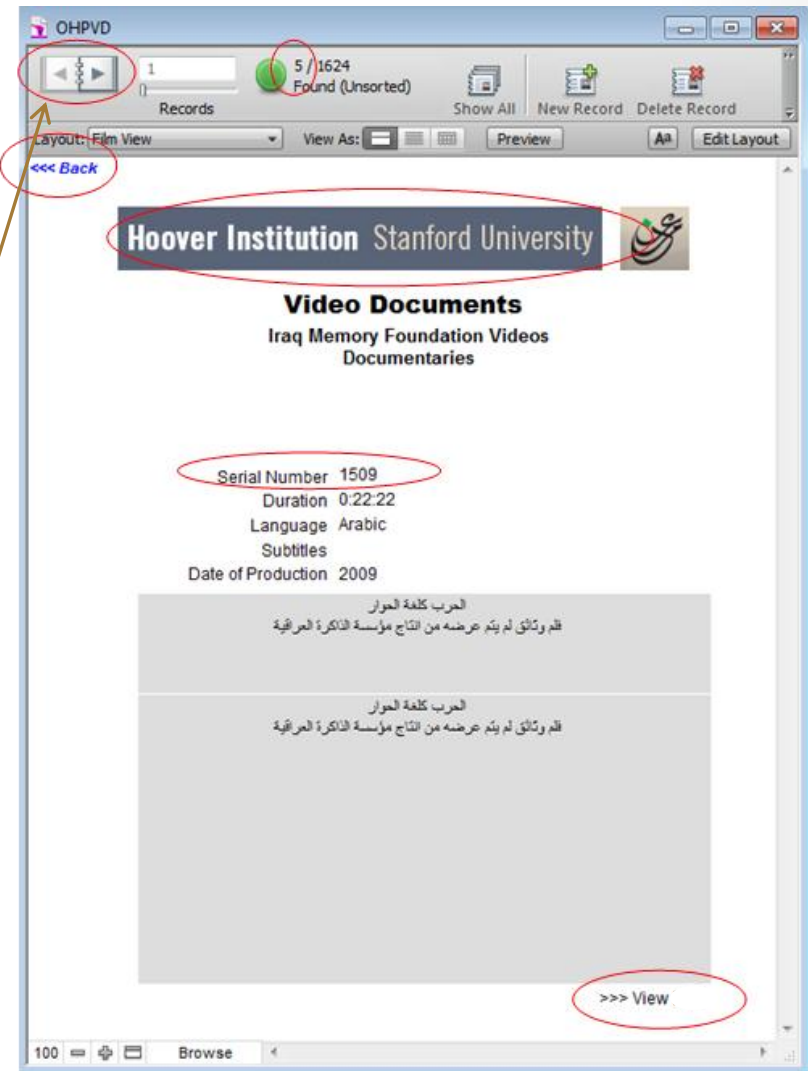 OHPVD
1
Records
5 / 1624
Found (Unsorted)
Show All
New Record
Delete Record
Layout: Film View
View As:
Preview
Aa
Edit Layout
<<< Back
Hoover Institution Stanford University
Video Documents
Iraq Memory Foundation Videos
Documentaries
Serial Number 1509
Duration 0:22:22
Language Arabic
Subtitles
Date of Production 2009
الحرب كلغة الحوار
فلم وثائق لم يتم عرضه من انتاج مؤسسة الذاكرة العراقية
الحرب كلغة الحوار
فلم وثائق لم يتم عرضه من انتاج مؤسسة الذاكرة العراقية
>>> View
100
Browse